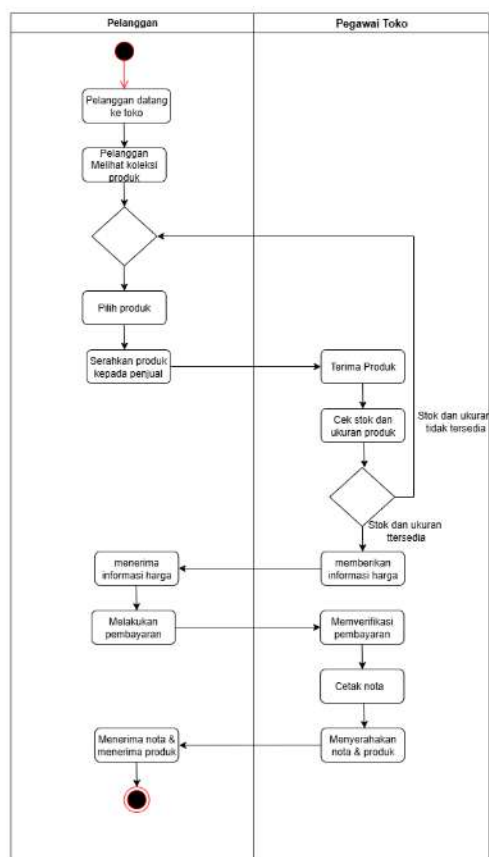 Pelanggan
Pegawai Toko
Pelanggan datang
ke toko
Pelanggan
Melihat koleksi
produk
Pilih produk
Serahkan produk
kepada penjual
Terima Produk
Cek stok dan
ukuran produk
Stok dan ukuran
tidak tersedia
Stok dan ukuran
ttersedia
memberikan
informasi harga
menerima
informasi harga
Melakukan
pembayaran
Memverifikasi
pembayaran
Cetak nota
Menyerahakan
nota & produk
Menerima nota &
menerima produk